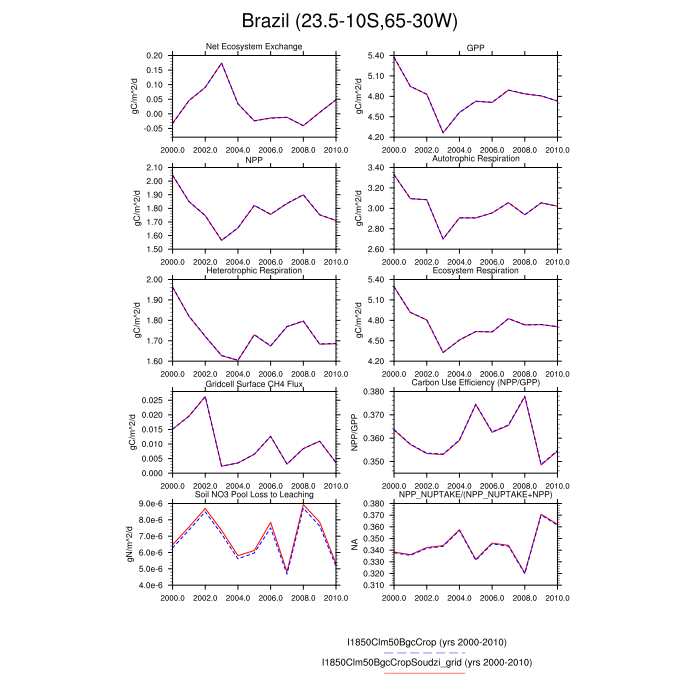 Brazil (23.5-10S,65-30W)
Net Ecosystem Exchange
gC/m^2/d
0.20
0.15
0.10
0.05
0.00
-0.05
2000.0 2002.0 2004.0 2006.0 2008.0 2010.0
GPP
gC/m^2/d
5.40
4.80
4.60
4.20
2000.0 2002.0 2004.0 2006.0 2008.0 2010.0
NPP
gC/m^2/d
2.10
2.00
1.90
1.80
1.70
1.60
1.50
2000.0 2002.0 2004.0 2006.0 2008.0 2010.0
Autotrophic Respiration
gC/m^2/d
3.40
3.20
3.00
2.80
2.60
2000.0 2002.0 2004.0 2006.0 2008.0 2010.0
Heterotrophic Respiration
gC/m^2/d
2.00
1.90
1.80
1.70
1.60
2000.0 2002.0 2004.0 2006.0 2008.0 2010.0
Ecosystem Respiration
gC/m^2/d
5.40
4.80
4.60
4.20
2000.0 2002.0 2004.0 2006.0 2008.0 2010.0
Gridcell Surface CH4 Flux
gC/m^2/d
0.025
0.020
0.015
0.010
0.005
0.000
2000.0 2002.0 2004.0 2006.0 2008.0 2010.0
Carbon Use Efficiency (NPP/GPP)
NPP/GPP
0.380
0.370
0.360
0.350
2000.0 2002.0 2004.0 2006.0 2008.0 2010.0
Soil NO3 Pool Loss to Leaching
gN/m^2/d
9.0e-6
8.0e-6
7.0e-6
6.0e-6
5.0e-6
4.0e-6
2000.0 2002.0 2004.0 2006.0 2008.0 2010.0
NPP_NUPTAKE/(NPP_NUPTAKE+NPP)
NA
0.380
0.370
0.360
0.350
0.340
0.330
0.320
0.310
2000.0 2002.0 2004.0 2006.0 2008.0 2010.0
I1850Clm50BgcCrop (yrs 2000-2010)
I1850Clm50BgcCropSoudzi_grid (yrs 2000-2010)